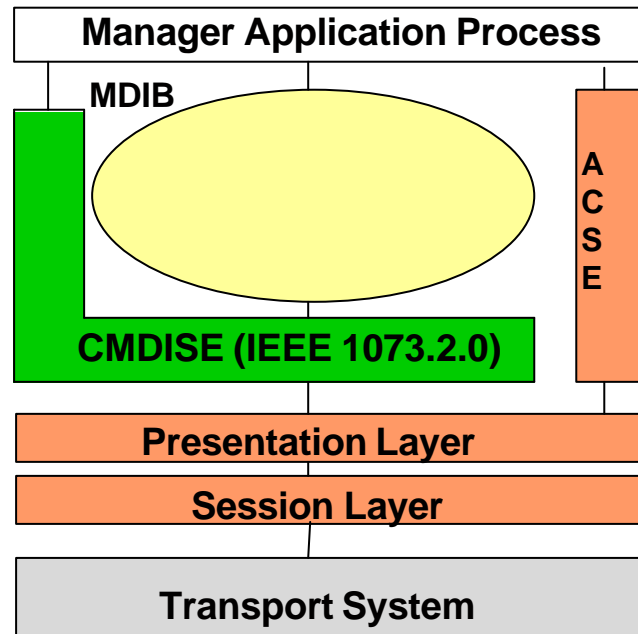 Manager Application Process
MDIB
A
C
S
E
CMDISE (IEEE 1073.2.0)
Presentation Layer
Session Layer
Transport System